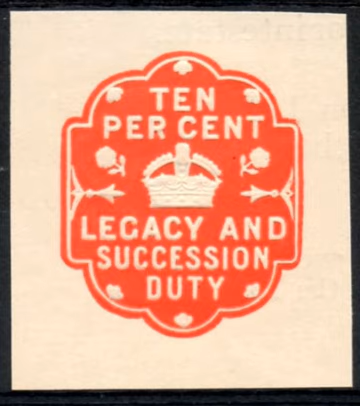 TEN
PER CENT
LEGACY AND
SUCCESSION
DUTY